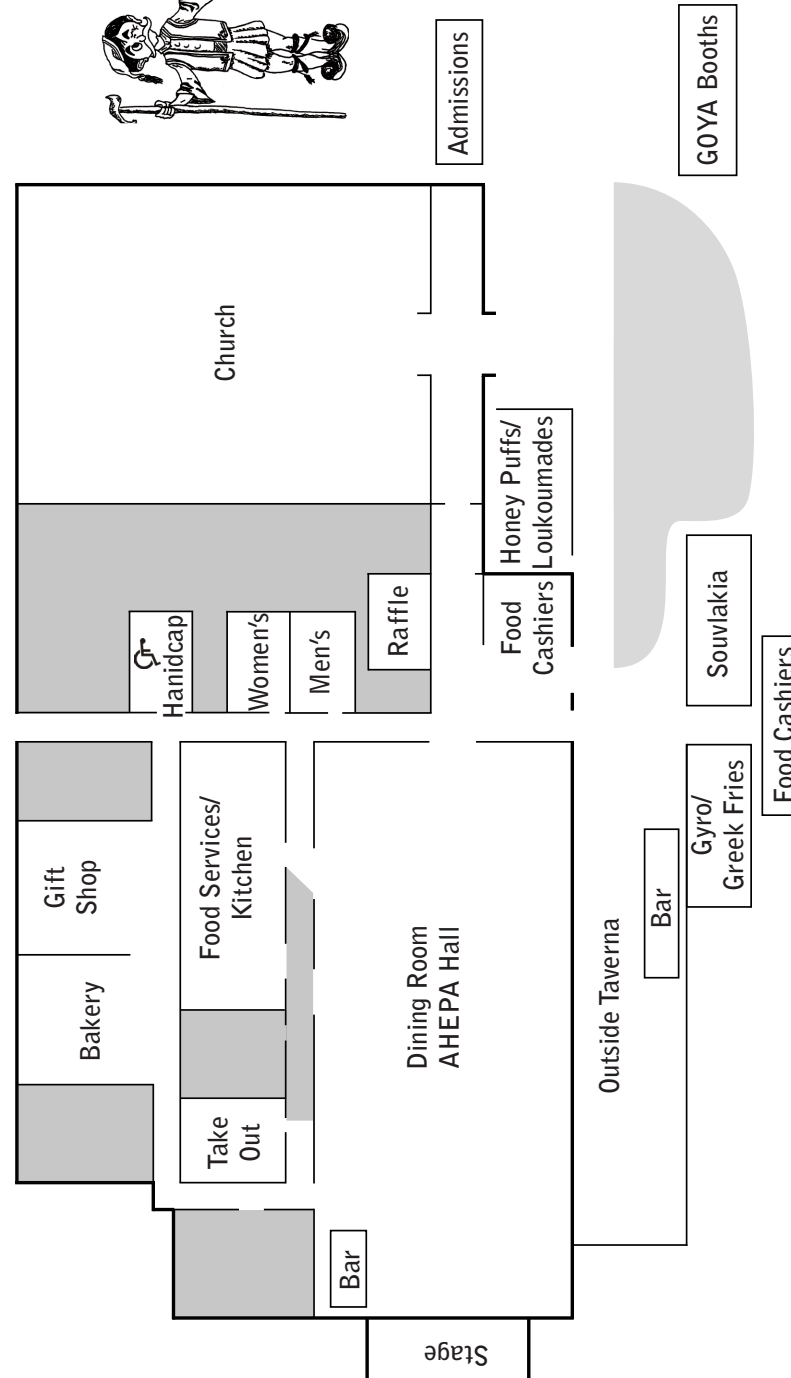 Admissions
GOYA Booths
Church
Honey Puffs/
Loukoumades
Food
Cashiers
Raffle
Hanidcap
Women's
Men's
Souvlakia
Food Cashiers
Gyro/
Greek Fries
Bar
Outside Taverna
Gift
Shop
Bakery
Food Services/
Kitchen
Take
Out
Dining Room
AHEPA Hall
Bar
Stage